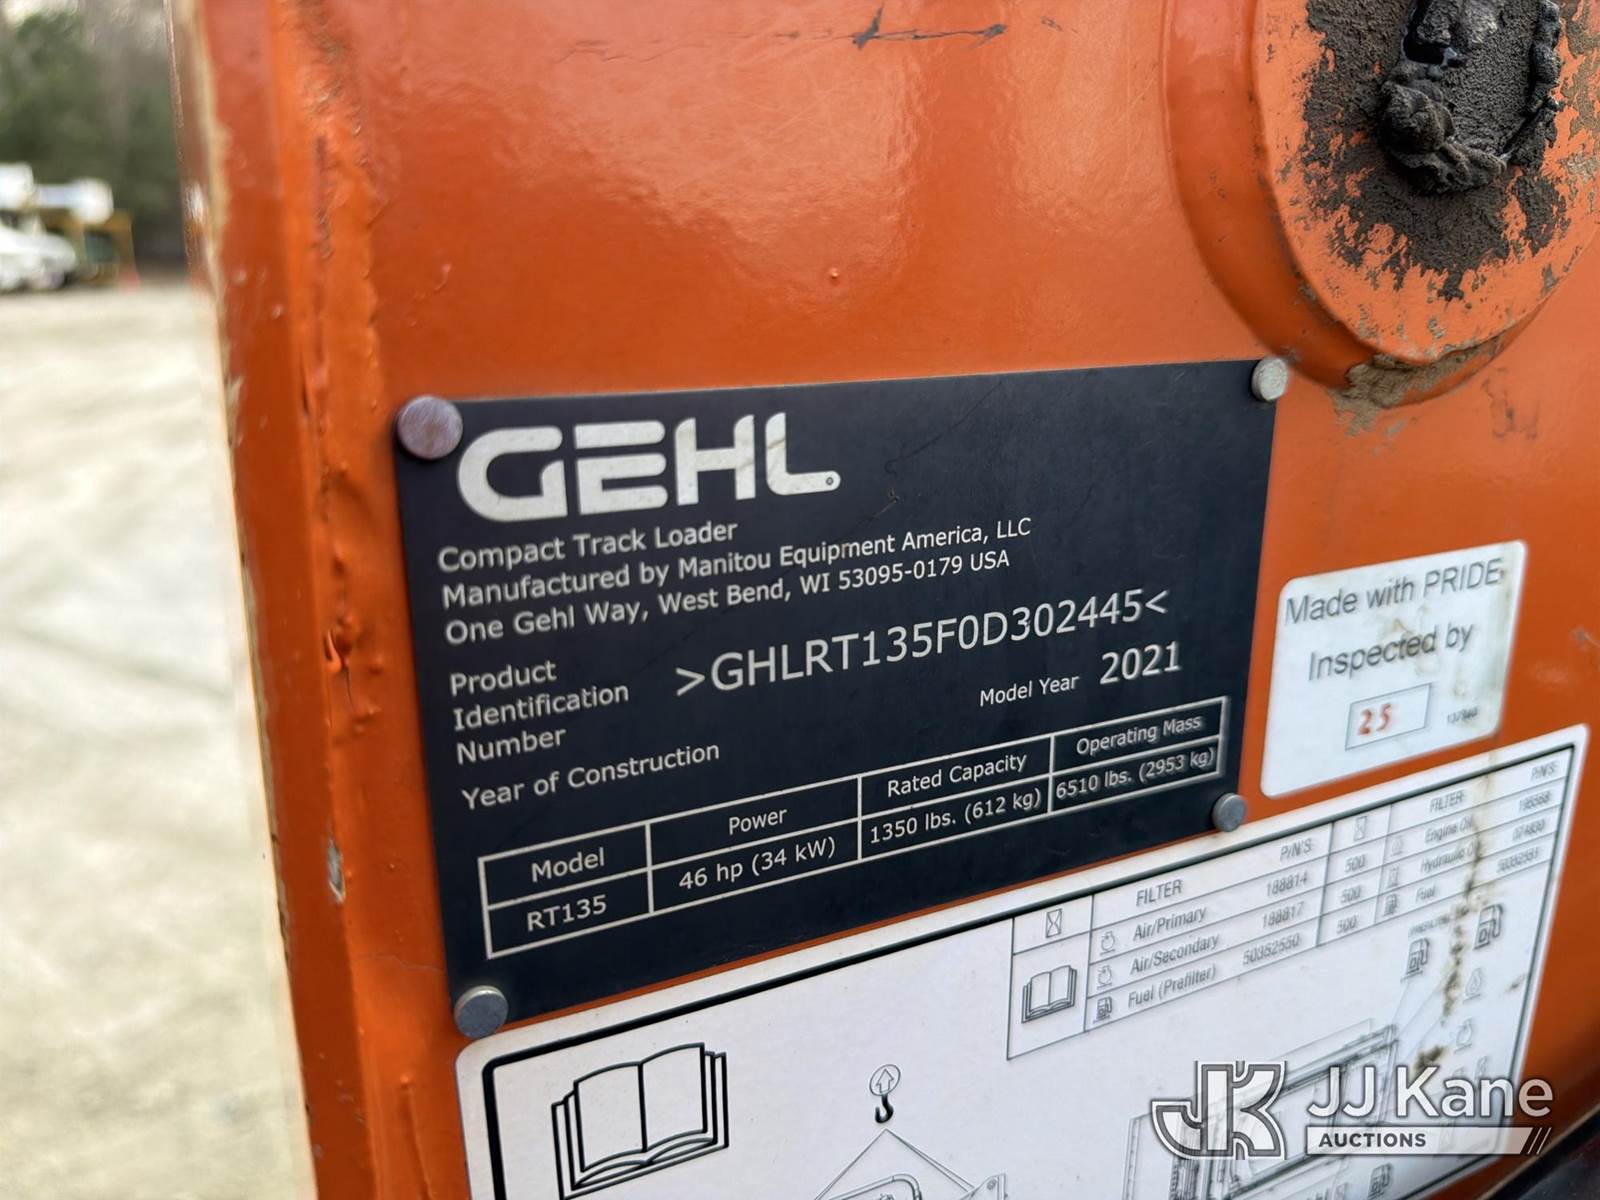 GEHL
Compact Track Loader
Manufactured by Manitou Equipment America, LLC
One Gehl Way, West Bend, WI 53095-0179 USA
Product
Identification
Number
>GHLRT135F0D302445<
Model Year 2021
Year of Construction
Model Power Rated Capacity Operating Mass
RT135 46 hp (34 kW) 1350 lbs. (612 kg) 6510 lbs. (2953 kg)
Made with PRIDE
Inspected by
25
FILTER P/N'S:
Air/Primary 188814 500
Air/Secondary 188817 500
Fuel (Prefilter) 50352550 500
FILTER P/N'S:
Engine Oil
Hydraulic
Fuel
JK JJ Kane
AUCTIONS